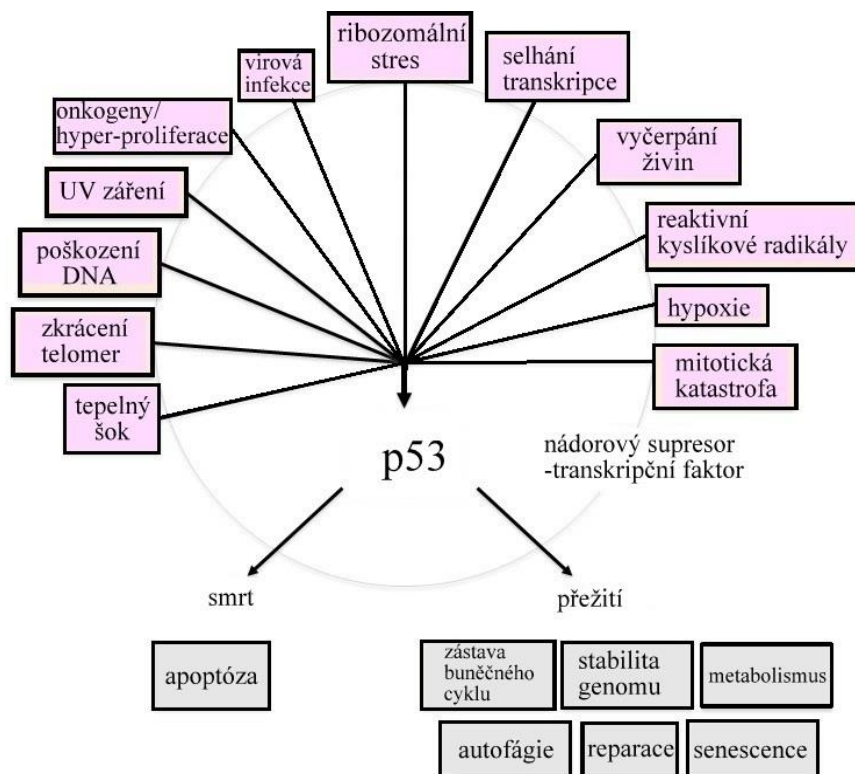 ribozomální
stres
selhání
transkripce
virová
infekce
onkogeny/
hyper-proliferace
vyčerpání
živin
UV záření
reaktivní
kyslíkové radikály
poškození
DNA
hypoxie
zkrácení
telomer
mitotická
katastrofa
tepelný
šok
p53
nádorový supresor
-transkripční faktor
smrt
přežití
apoptóza
zástava
buněčného
cyklu
stabilita
genomu
metabolismus
autofágie
reparace
senescence